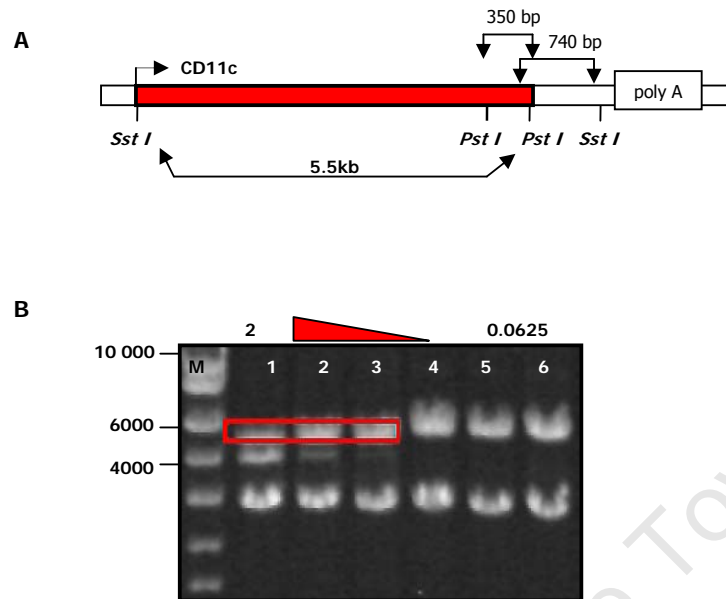 A
350 bp
740 bp
CD11c
poly A
Sst I
Pst I
Pst I
Sst I
5.5kb
B
2
0.0625
10 000
M
1
2
3
4
5
6
6000
4000